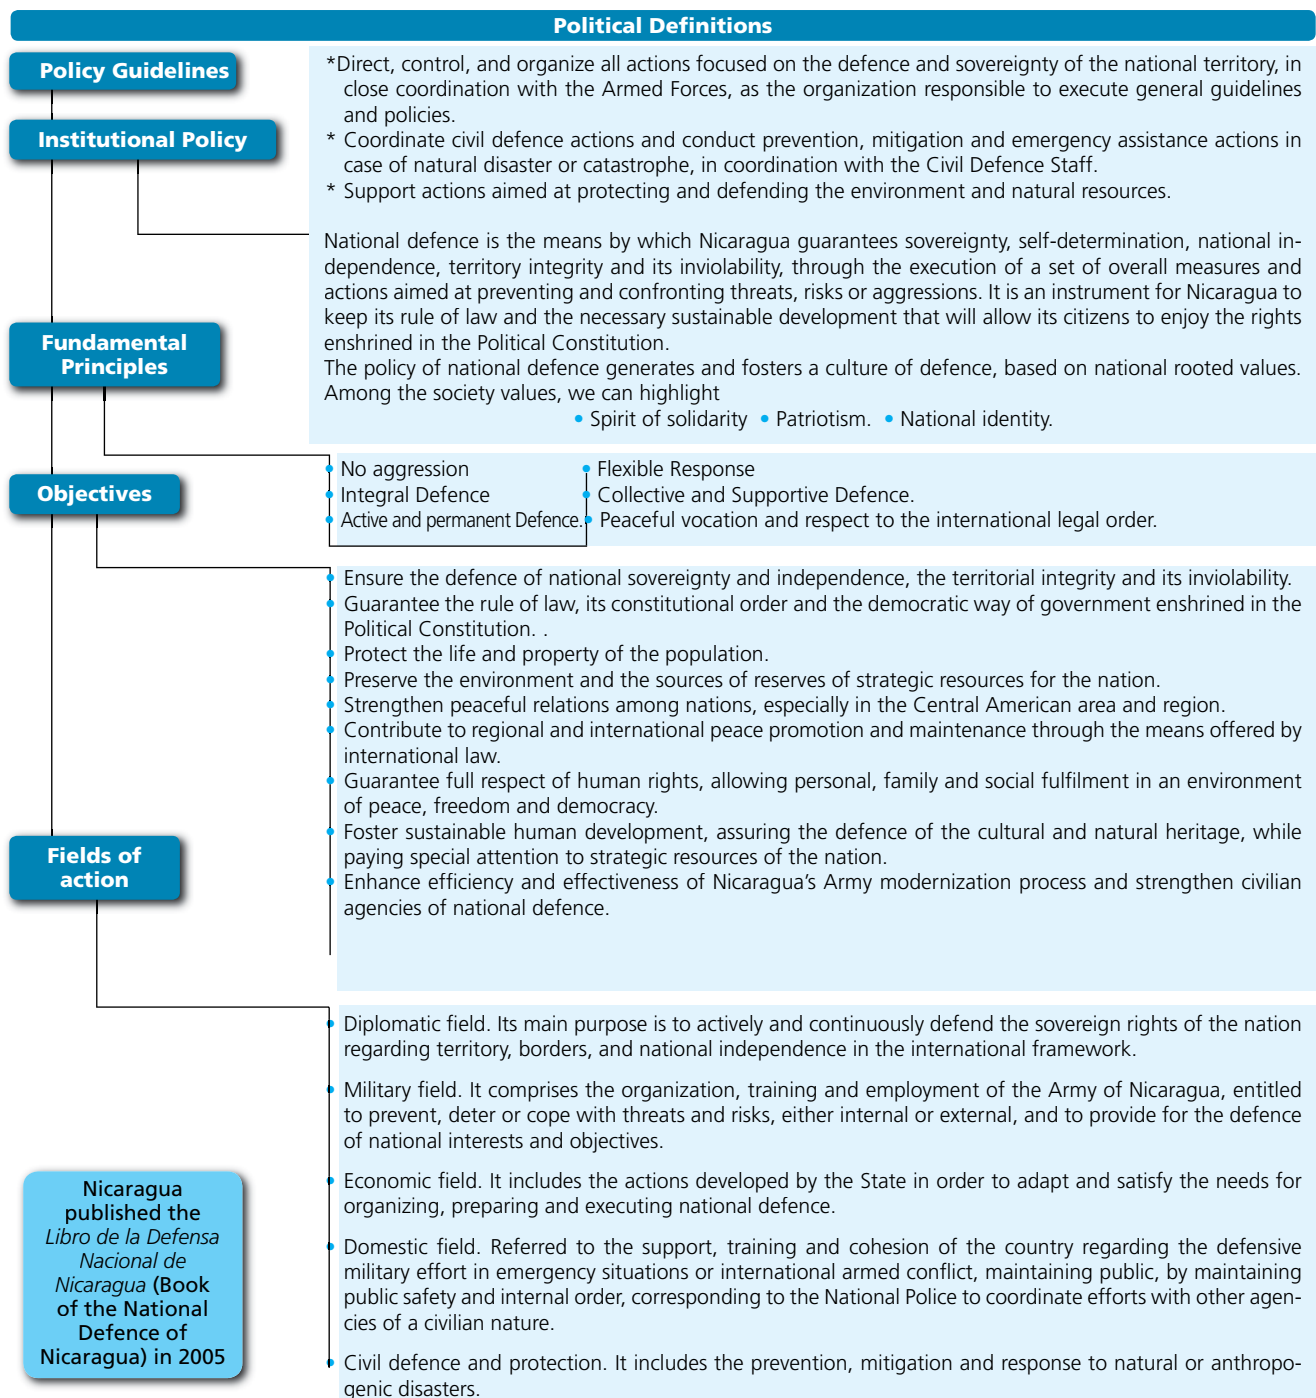 Political Definitions
Policy Guidelines
*Direct, control, and organize all actions focused on the defence and sovereignty of the national territory, in
close coordination with the Armed Forces, as the organization responsible to execute general guidelines
and policies.
* Coordinate civil defence actions and conduct prevention, mitigation and emergency assistance actions in
case of natural disaster or catastrophe, in coordination with the Civil Defence Staff.
* Support actions aimed at protecting and defending the environment and natural resources.
Institutional Policy
National defence is the means by which Nicaragua guarantees sovereignty, self-determination, national in-
dependence, territory integrity and its inviolability, through the execution of a set of overall measures and
actions aimed at preventing and confronting threats, risks or aggressions. It is an instrument for Nicaragua to
keep its rule of law and the necessary sustainable development that will allow its citizens to enjoy the rights
enshrined in the Political Constitution.
The policy of national defence generates and fosters a culture of defence, based on national rooted values.
Among the society values, we can highlight
• Spirit of solidarity • Patriotism. • National identity.
Fundamental
Principles
• No aggression
• Integral Defence
• Active and permanent Defence.
• Flexible Response
• Collective and Supportive Defence.
• Peaceful vocation and respect to the international legal order.
Objectives
• Ensure the defence of national sovereignty and independence, the territorial integrity and its inviolability.
• Guarantee the rule of law, its constitutional order and the democratic way of government enshrined in the
Political Constitution. .
• Protect the life and property of the population.
• Preserve the environment and the sources of reserves of strategic resources for the nation.
• Strengthen peaceful relations among nations, especially in the Central American area and region.
• Contribute to regional and international peace promotion and maintenance through the means offered by
international law.
• Guarantee full respect of human rights, allowing personal, family and social fulfilment in an environment
of peace, freedom and democracy.
• Foster sustainable human development, assuring the defence of the cultural and natural heritage, while
paying special attention to strategic resources of the nation.
• Enhance efficiency and effectiveness of Nicaragua's Army modernization process and strengthen civilian
agencies of national defence.
Fields of
action
• Diplomatic field. Its main purpose is to actively and continuously defend the sovereign rights of the nation
regarding territory, borders, and national independence in the international framework.
• Military field. It comprises the organization, training and employment of the Army of Nicaragua, entitled
to prevent, deter or cope with threats and risks, either internal or external, and to provide for the defence
of national interests and objectives.
• Economic field. It includes the actions developed by the State in order to adapt and satisfy the needs for
organizing, preparing and executing national defence.
• Domestic field. Referred to the support, training and cohesion of the country regarding the defensive
military effort in emergency situations or international armed conflict, maintaining public, by maintaining
public safety and internal order, corresponding to the National Police to coordinate efforts with other agen-
cies of a civilian nature.
• Civil defence and protection. It includes the prevention, mitigation and response to natural or anthropo-
genic disasters.
Nicaragua
published the
Libro de la Defensa
Nacional de
Nicaragua (Book
of the National
Defence of
Nicaragua) in 2005